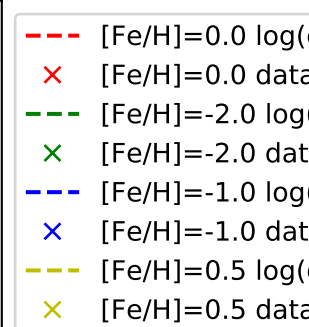 [Fe/H]=0.0 log(
[Fe/H]=0.0 data
[Fe/H]=-2.0 log(
[Fe/H]=-2.0 dat
[Fe/H]=-1.0 log(
[Fe/H]=-1.0 dat
[Fe/H]=0.5 log(
[Fe/H]=0.5 data